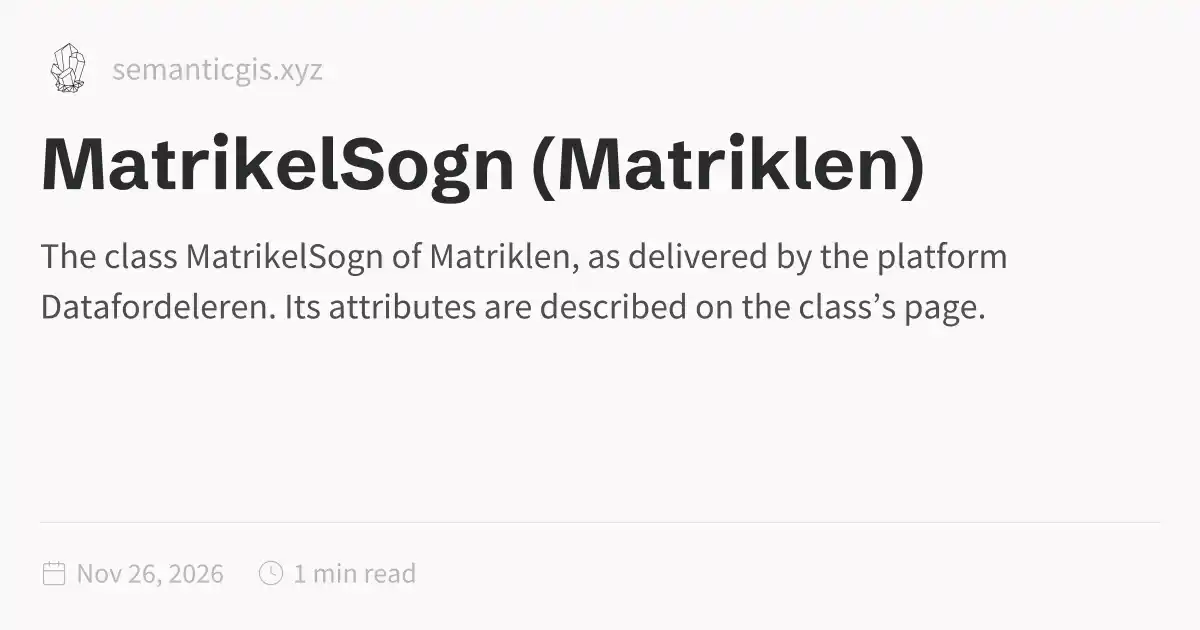 semanticgis.xyz
MatrikelSogn (Matriklen)
The class MatrikelSogn of Matriklen, as delivered by the platform
Datafordeleren. Its attributes are described on the class’s page.
Nov 26, 2026
1 min read